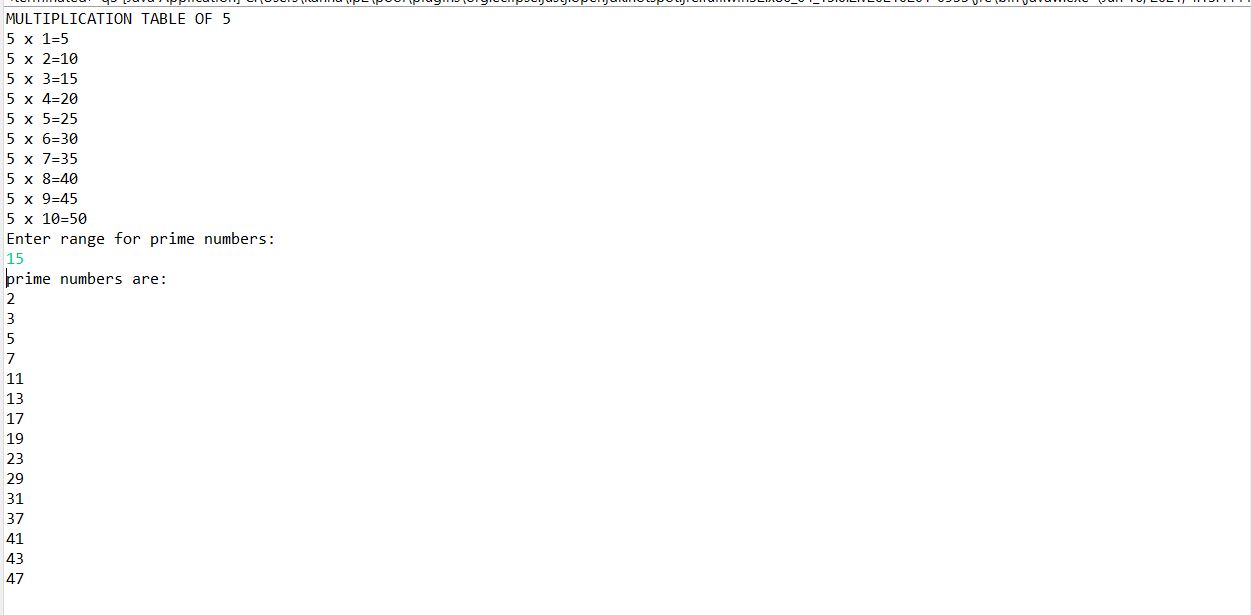 MULTIPLICATION TABLE OF 5
5 x 1=5
5 x 2=10
5 x 3=15
5 x 4=20
5 x 5=25
5 x 6=30
5 x 7=35
5 x 8=40
5 x 9=45
5 x 10=50
Enter range for prime numbers:
15
prime numbers are:
2
3
5
7
11
13
17
19
23
29
31
37
41
43
47